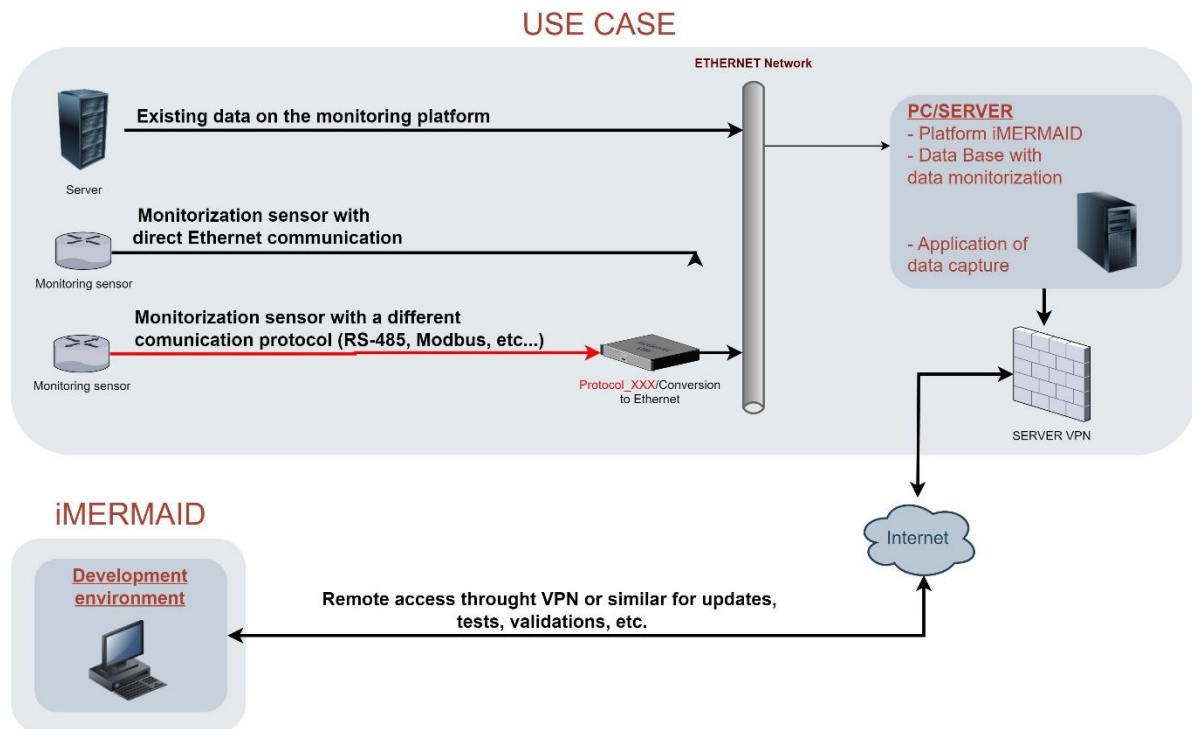 USE CASE
ETHERNET Network
Existing data on the monitoring platform
Server
Monitorization sensor with
direct Ethernet communication
Monitoring sensor
Monitorization sensor with a different
comunication protocol (RS-485, Modbus, etc...)
Monitoring sensor
Protocol_XXX/Conversion
to Ethernet
PC/SERVER
- Platform iMERMAID
- Data Base with
data monitorization
- Application of
data capture
SERVER VPN
Internet
iMERMAID
Development
environment
Remote access throught VPN or similar for updates,
tests, validations, etc.